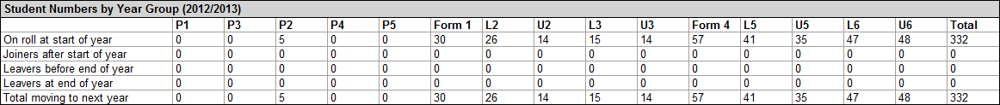 Student Numbers by Year Group (2012/2013)
P1 P3 P2 P4 P5 Form 1 L2 U2 L3 U3 Form 4 L5 U5 L6 U6 Total
On roll at start of year 0 0 5 0 0 30 26 14 15 14 57 41 35 47 48 332
Joiners after start of year 0 0 0 0 0 0 0 0 0 0 0 0 0 0 0 0
Leavers before end of year 0 0 0 0 0 0 0 0 0 0 0 0 0 0 0 0
Leavers at end of year 0 0 0 0 0 0 0 0 0 0 0 0 0 0 0 0
Total moving to next year 0 0 5 0 0 30 26 14 15 14 57 41 35 47 48 332